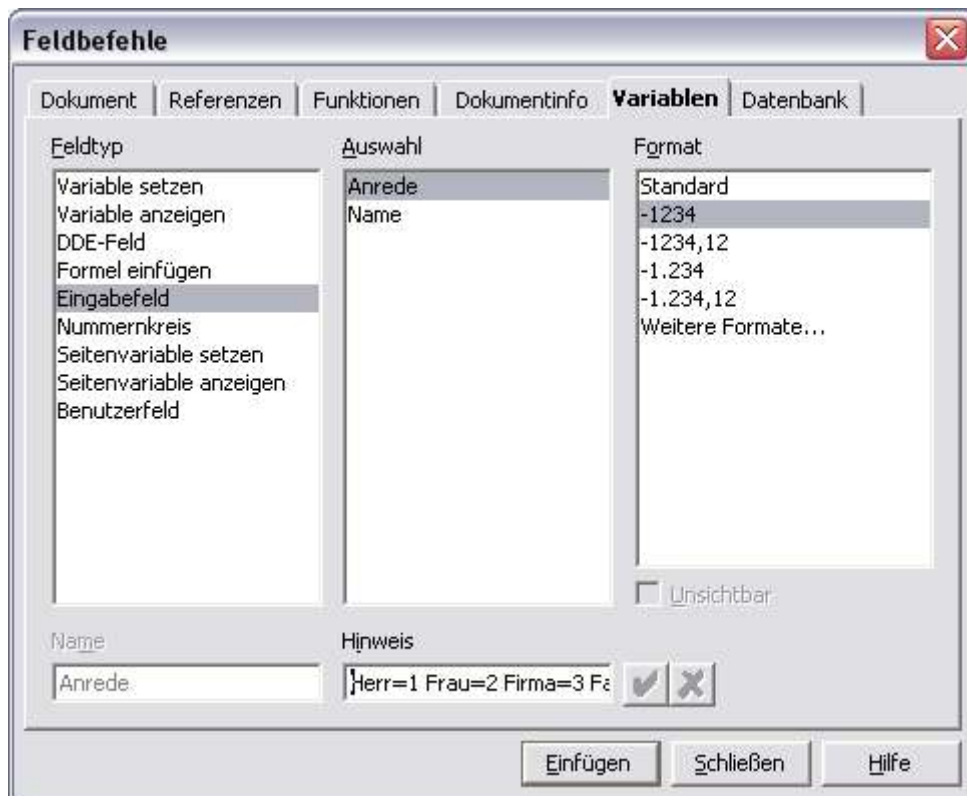 Feldbefehle
Dokument Referenzen Funktionen Dokumentinfo Variablen Datenbank
Feldtyp
Variable setzen
Variable anzeigen
DDE-Feld
Formel einfügen
Eingabefeld
Nummernkreis
Seitenvariable setzen
Seitenvariable anzeigen
Benutzerfeld
Auswahl
Anrede
Name
Format
Standard
-1234
-1234,12
-1.234
-1.234,12
Weitere Formate...
Unsichtbar
Name
Anrede
Hinweis
Herr=1 Frau=2 Firma=3 Fa
Einfügen Schließen Hilfe